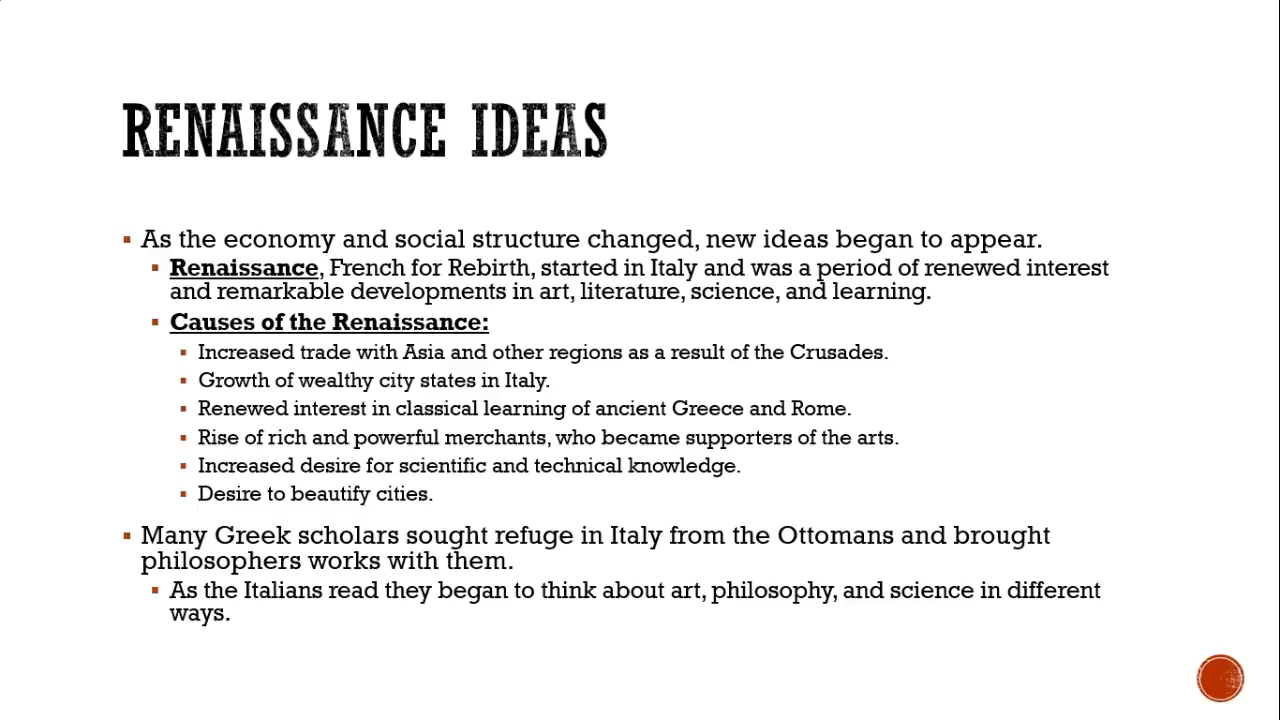 RENAISSANCE IDEAS
▪ As the economy and social structure changed, new ideas began to appear.
▪ Renaissance, French for Rebirth, started in Italy and was a period of renewed interest
and remarkable developments in art, literature, science, and learning.
▪ Causes of the Renaissance:
▪ Increased trade with Asia and other regions as a result of the Crusades.
▪ Growth of wealthy city states in Italy.
▪ Renewed interest in classical learning of ancient Greece and Rome.
▪ Rise of rich and powerful merchants, who became supporters of the arts.
▪ Increased desire for scientific and technical knowledge.
▪ Desire to beautify cities.
▪ Many Greek scholars sought refuge in Italy from the Ottomans and brought
philosophers works with them.
▪ As the Italians read they began to think about art, philosophy, and science in different
ways.